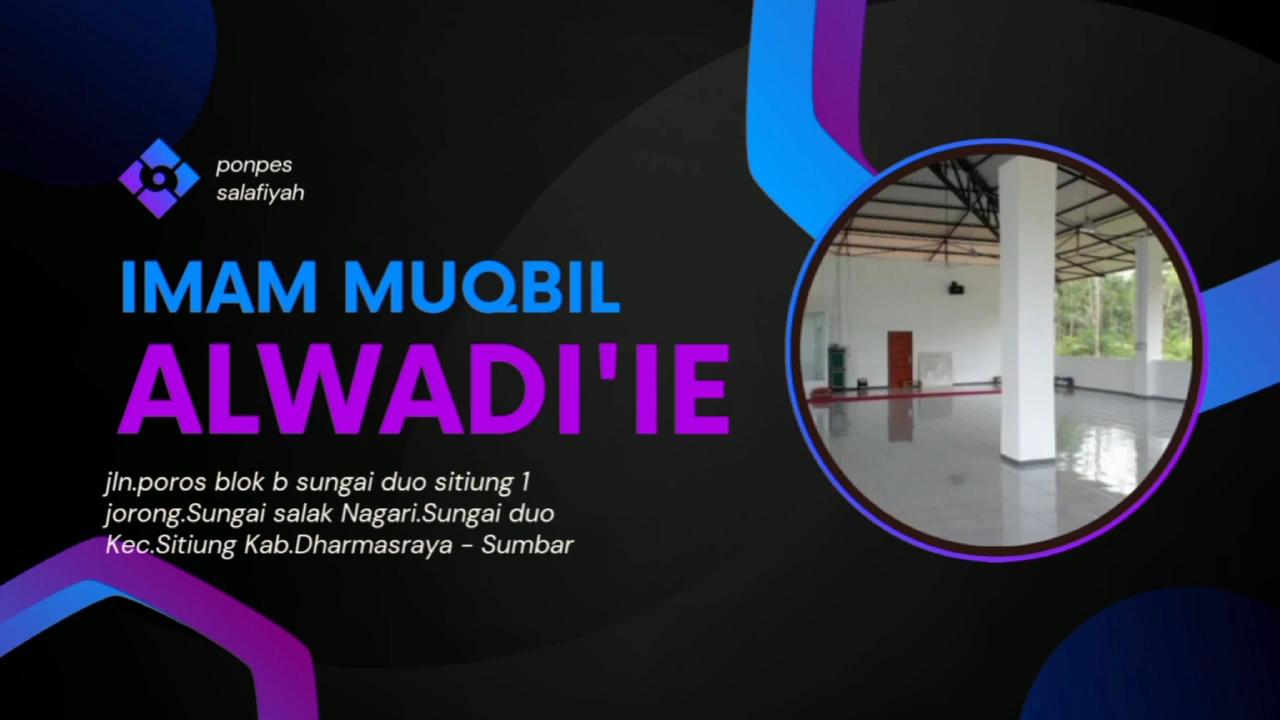 ponpes
salafiyah
IMAM MUQBIL
ALWADI'IE
jln.poros blok b sungai duo sitiung 1
jorong.Sungai salak Nagari.Sungai duo
Kec.Sitiung Kab.Dharmasraya - Sumbar